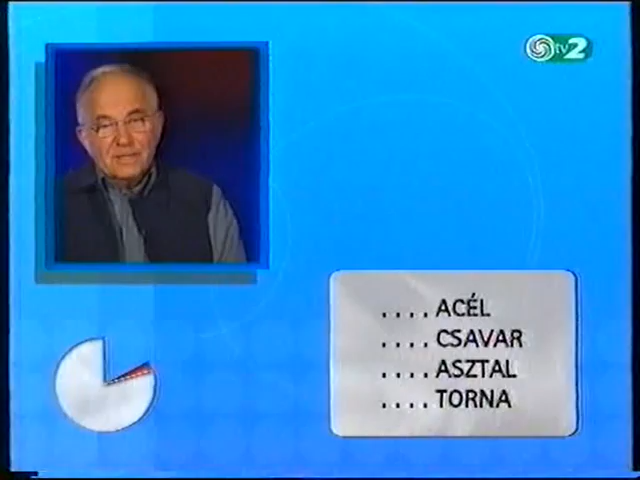 tv2
....ACÉL
....CSAVAR
....ASZTAL
....TORNA